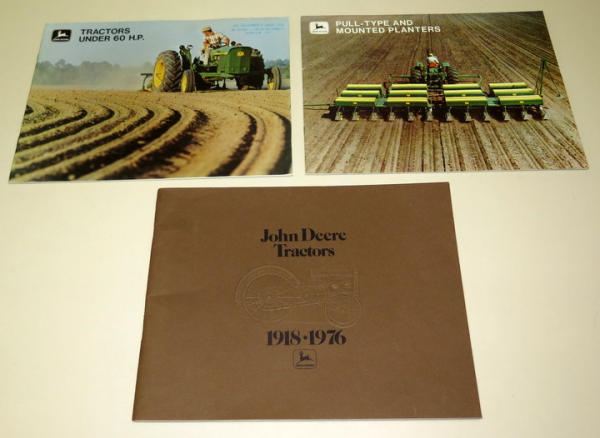 TRACTORS
UNDER 60 H.P.
PULL-TYPE AND
MOUNTED PLANTERS
John Deere
Tractors
1918•1976